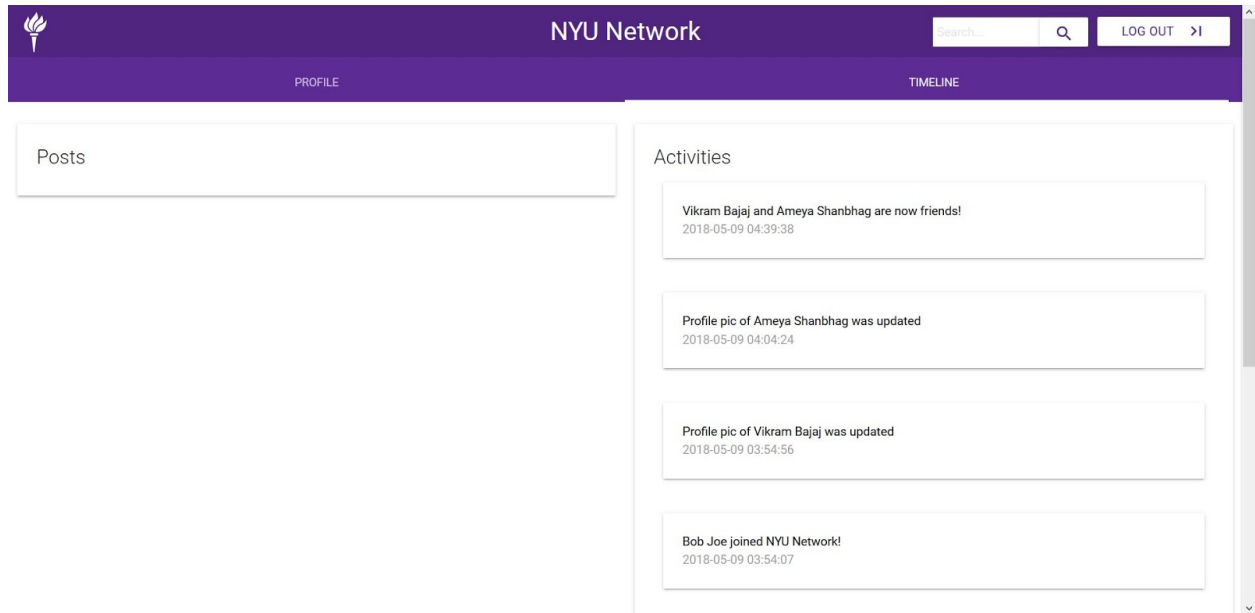 NYU Network
Search...
LOG OUT
PROFILE
TIMELINE
Posts
Activities
Vikram Bajaj and Ameya Shanbhag are now friends!
2018-05-09 04:39:38
Profile pic of Ameya Shanbhag was updated
2018-05-09 04:04:24
Profile pic of Vikram Bajaj was updated
2018-05-09 03:54:56
Bob Joe joined NYU Network!
2018-05-09 03:54:07